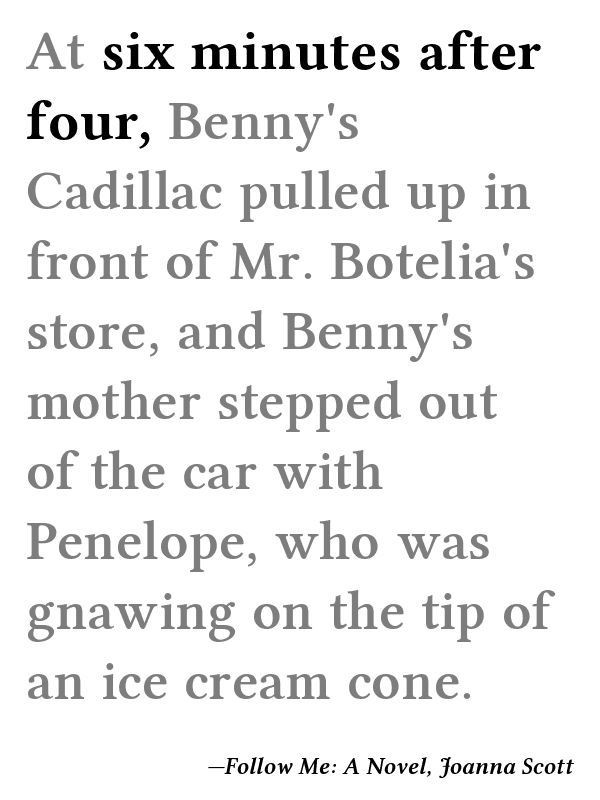 At six minutes after
four, Benny's
Cadillac pulled up in
front of Mr. Botelia's
store, and Benny's
mother stepped out
of the car with
Penelope, who was
gnawing on the tip of
an ice cream cone.
—Follow Me: A Novel, Joanna Scott